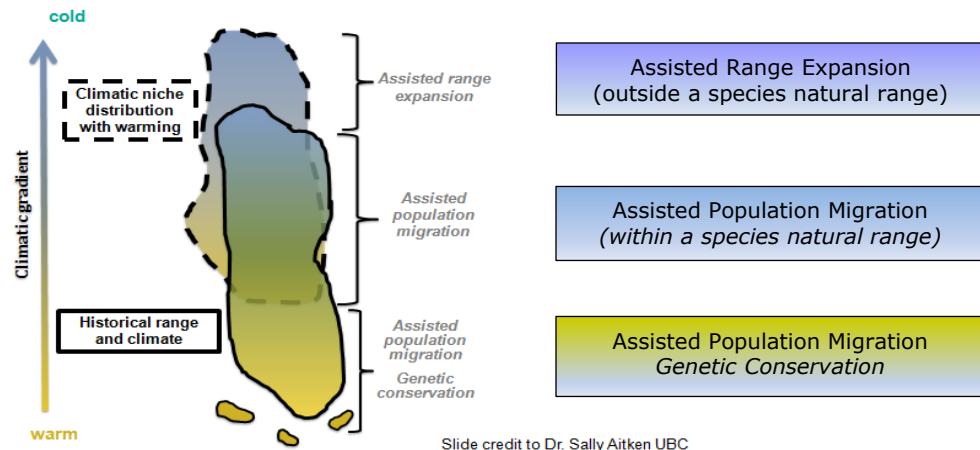 cold
Climatic niche
distribution
with warming
Climatic gradient
Historical range
and climate
warm
Assisted range
expansion
Assisted
population
migration
Assisted
population
migration
Genetic
conservation
Assisted Range Expansion
(outside a species natural range)
Assisted Population Migration
(within a species natural range)
Assisted Population Migration
Genetic Conservation
Slide credit to Dr. Sally Aitken UBC